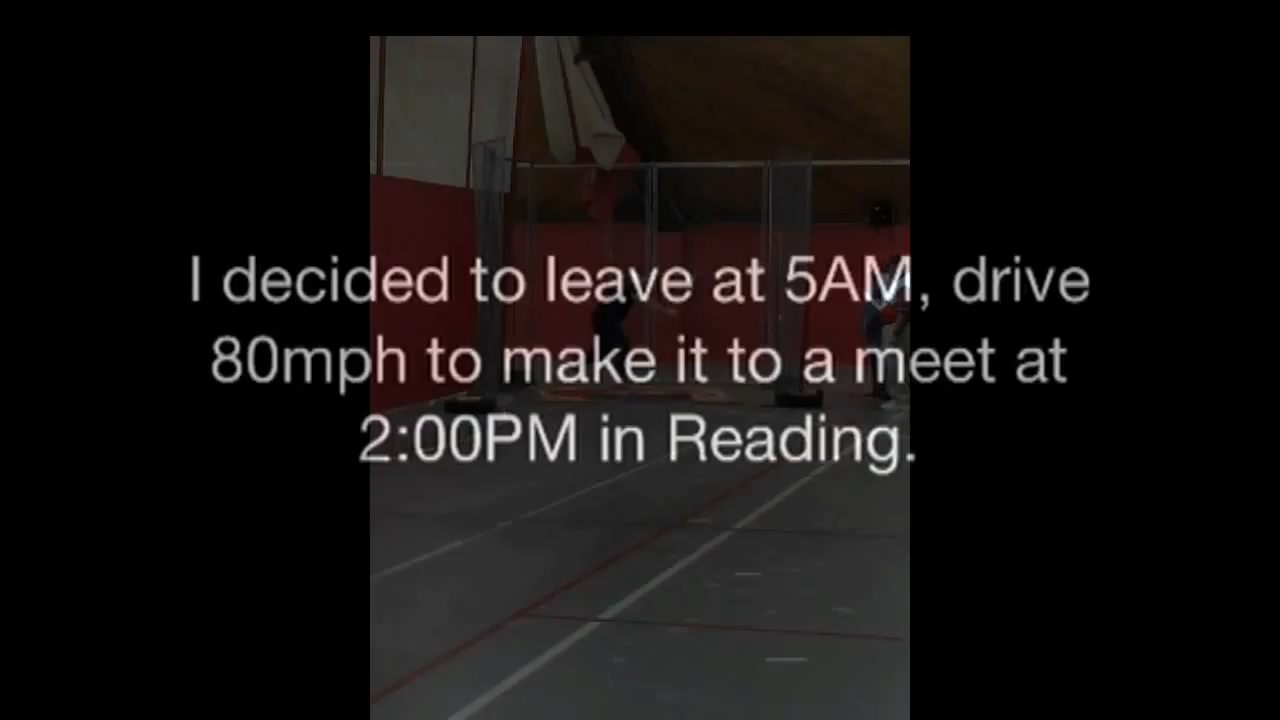 I decided to leave at 5AM, drive
80mph to make it to a meet at
2:00PM in Reading.